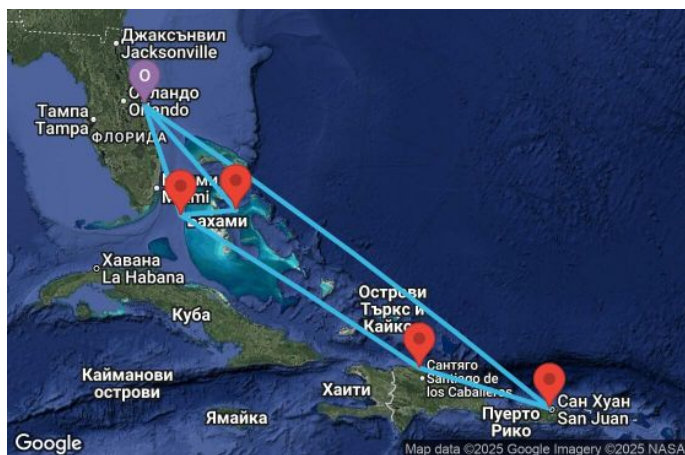 Джаксънвил
Jacksonville
O
Орландо
Orlando
Тампа
Tampa
ФЛОРИДА
Miami
Хавана
La Habana
Куба
Острови
Търкс и
Кайкос
Кайманови
острови
Ямайка
Хаити
Сантяго
Santiago de
los Caballeros
Пуерто
Рико
Сан Хуан
San Juan
Google
Map data ©2025 Google Imagery ©2025 NASA